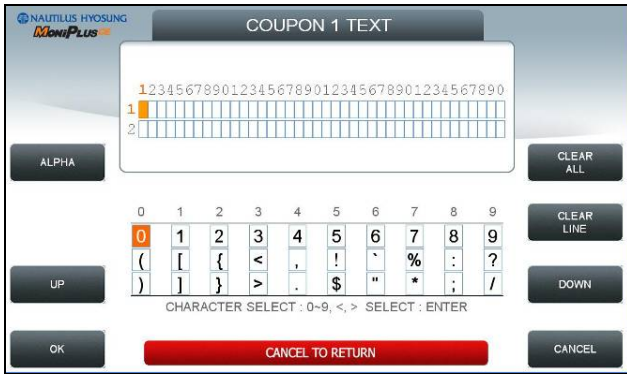 NAUTILUS HYOSUNG
MoniPlus CE
COUPON 1 TEXT
1234567890123456789012345678901234567890
1
2
ALPHA
CLEAR ALL
0 1 2 3 4 5 6 7 8 9
0 1 2 3 4 5 6 7 8 9
( [ { < , ! ` % : ?
) ] } > . $ " * ; /
CLEAR LINE
UP
DOWN
CHARACTER SELECT : 0~9, <, > SELECT : ENTER
OK
CANCEL TO RETURN
CANCEL